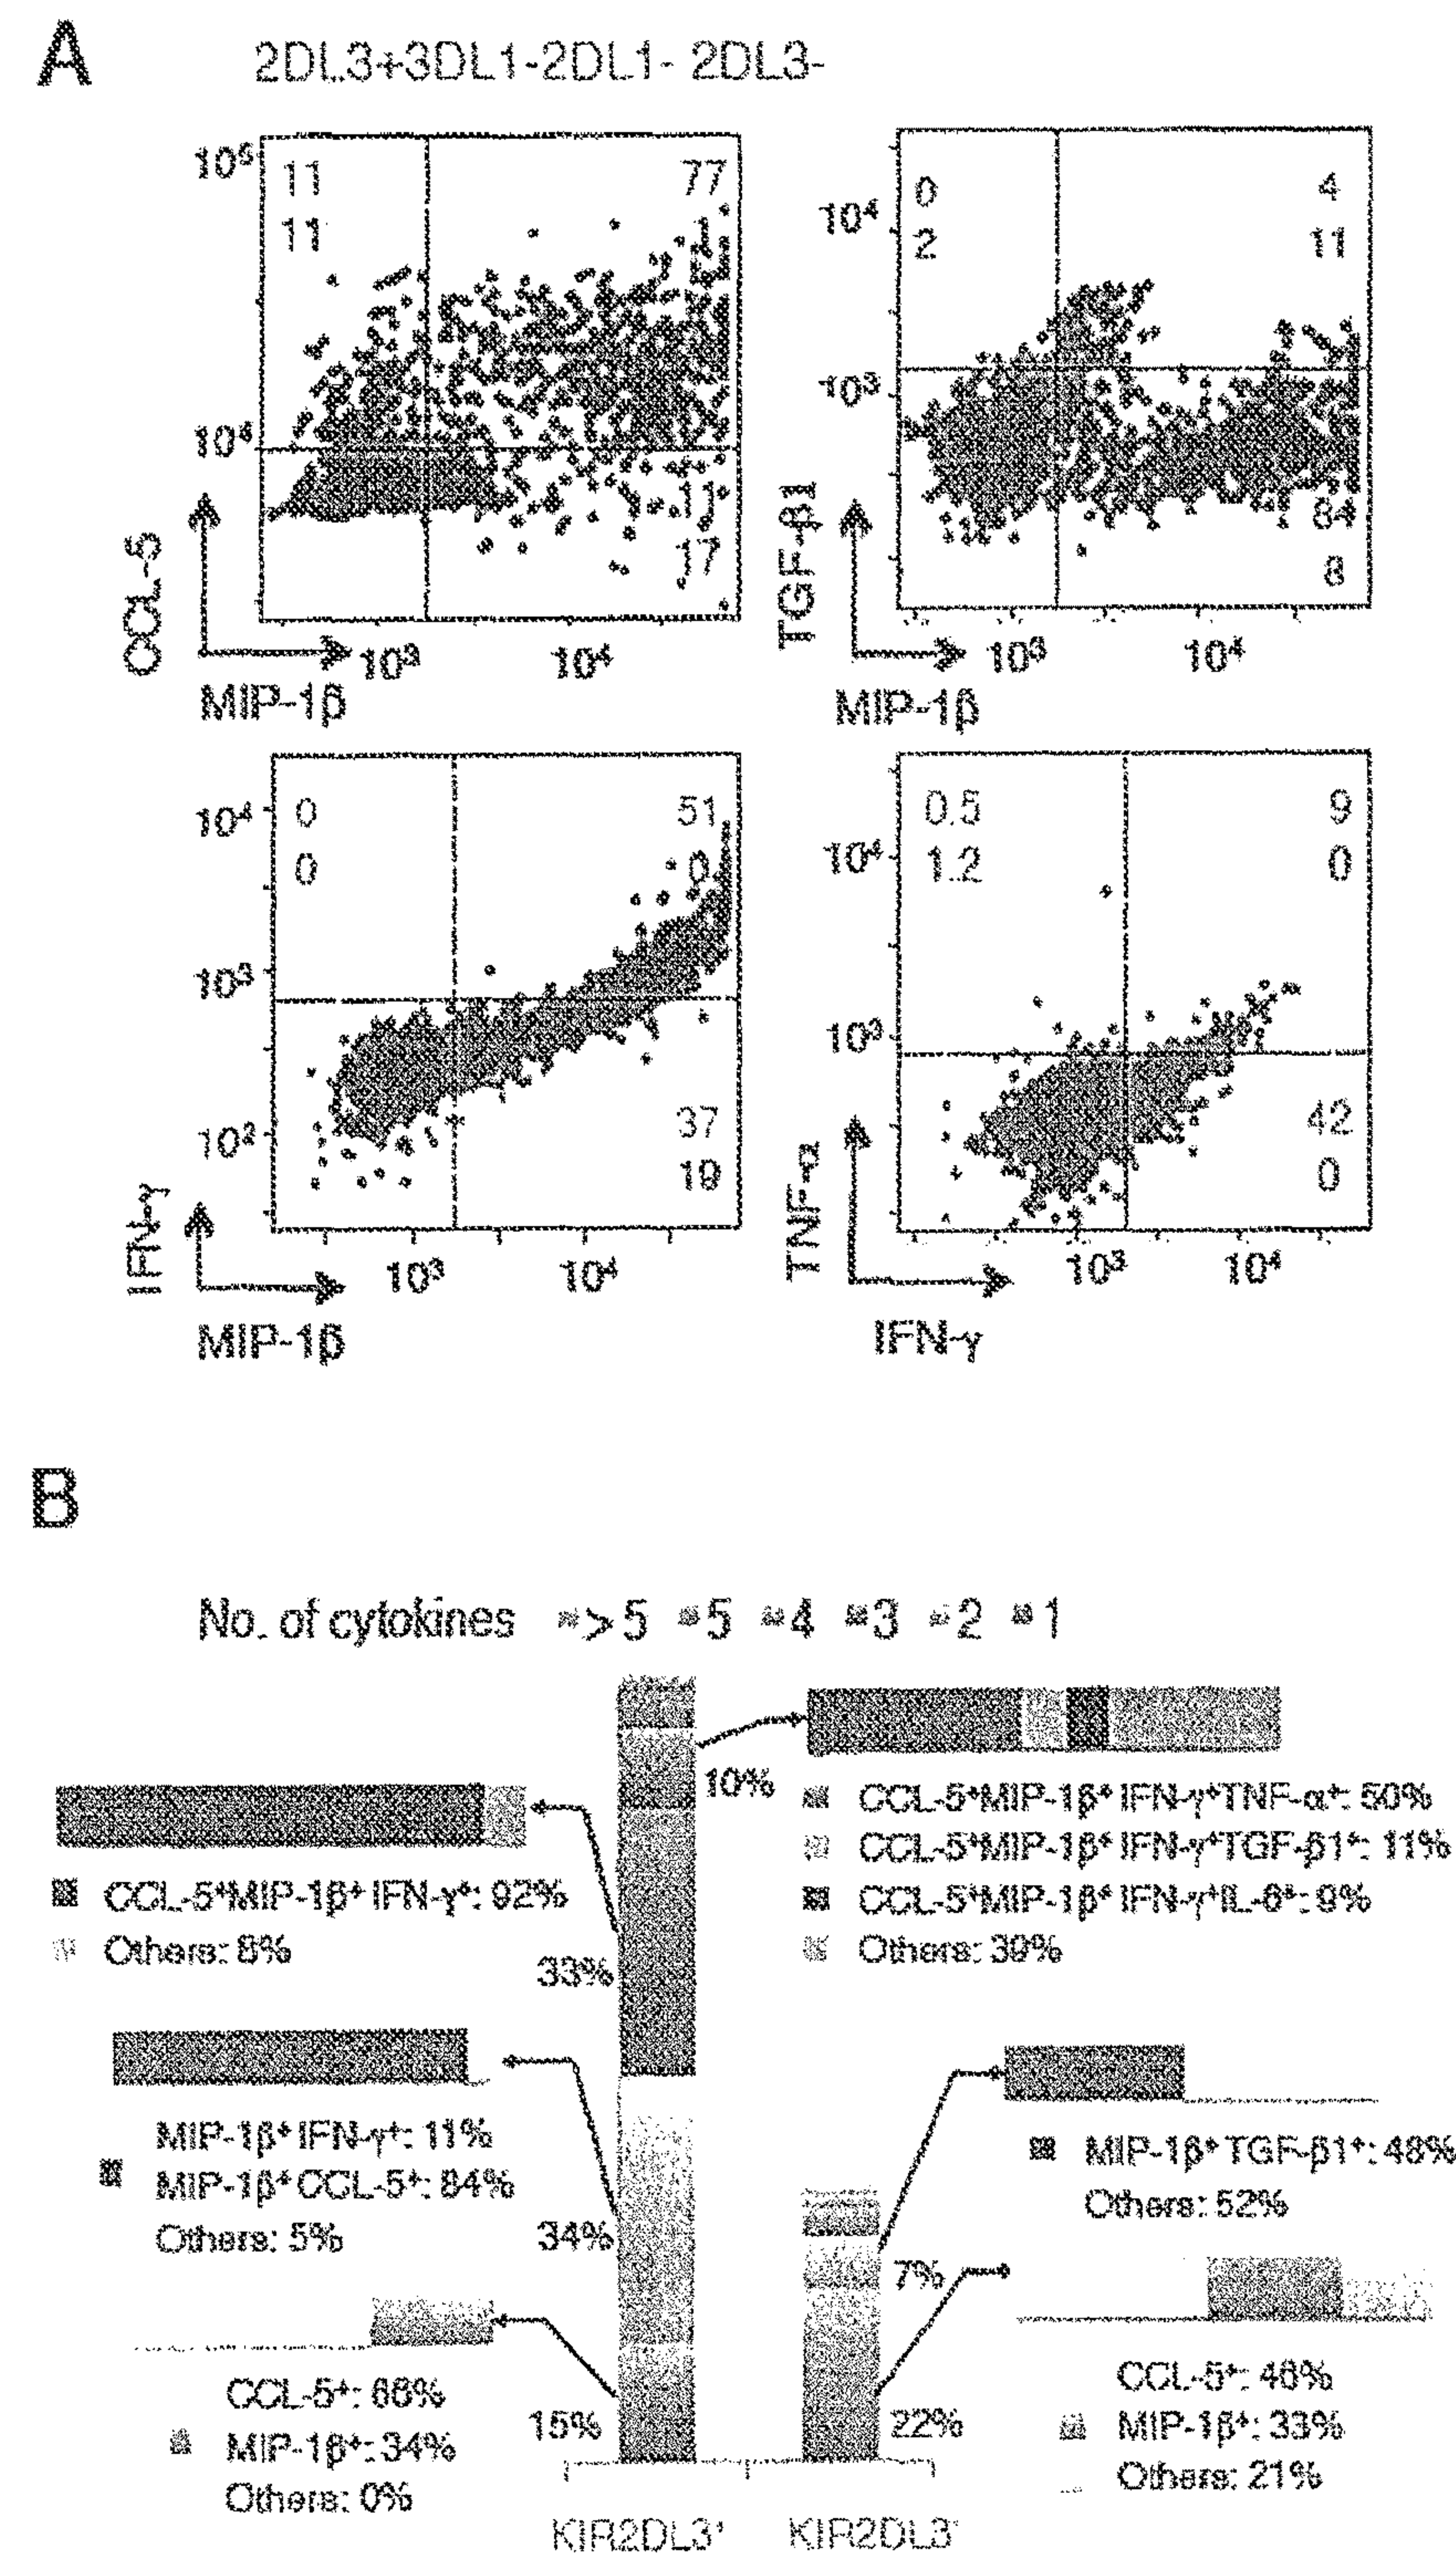 A
2DL3+3DL1-2DL1- 2DL3-
10⁵
11
11
77
11
17
10⁴
CCL-5
10³
10⁴
MIP-1β
10⁴
0
2
4
11
10³
84
8
TGF-β1
10³
10⁴
MIP-1β
10⁴
0
0
51
0
10³
10²
37
19
IFN-γ
10³
10⁴
MIP-1β
10⁴
0.5
1.2
9
0
10³
42
0
TNF-α
10³
10⁴
IFN-γ
B
No. of cytokines >5 5 4 3 2 1
10%
CCL-5⁺MIP-1β⁺IFN-γ⁺TNF-α⁺: 50%
CCL-5⁺MIP-1β⁺IFN-γ⁺TGF-β1⁺: 11%
CCL-5⁺MIP-1β⁺IFN-γ⁺IL-6⁺: 9%
Others: 39%
CCL-5⁺MIP-1β⁺IFN-γ⁺: 92%
Others: 8%
33%
MIP-1β⁺IFN-γ⁺: 11%
MIP-1β⁺CCL-5⁺: 84%
Others: 5%
34%
MIP-1β⁺TGF-β1⁺: 48%
Others: 52%
7%
CCL-5⁺: 66%
MIP-1β⁺: 34%
Others: 0%
15%
22%
CCL-5⁺: 46%
MIP-1β⁺: 33%
Others: 21%
KIR2DL3⁺
KIR2DL3⁻